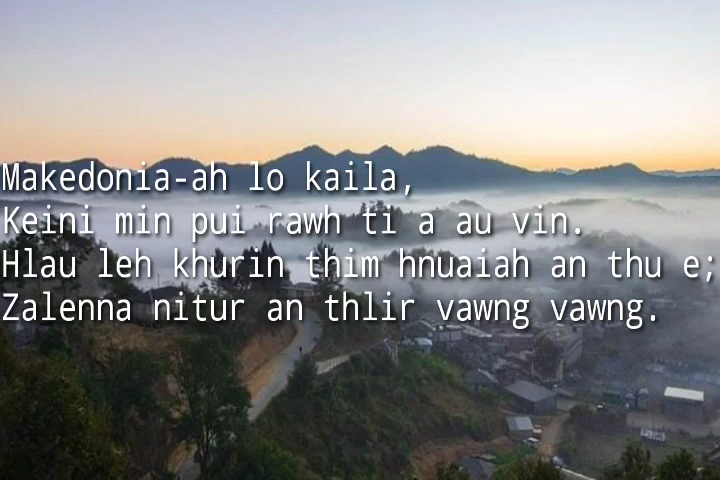 Makedonia-ah lo kaila,
Keini min pui rawh ti a au vin.
Hlau leh khurin thim hnuaiah an thu e;
Zalenna nitur an thlir vawng vawng.